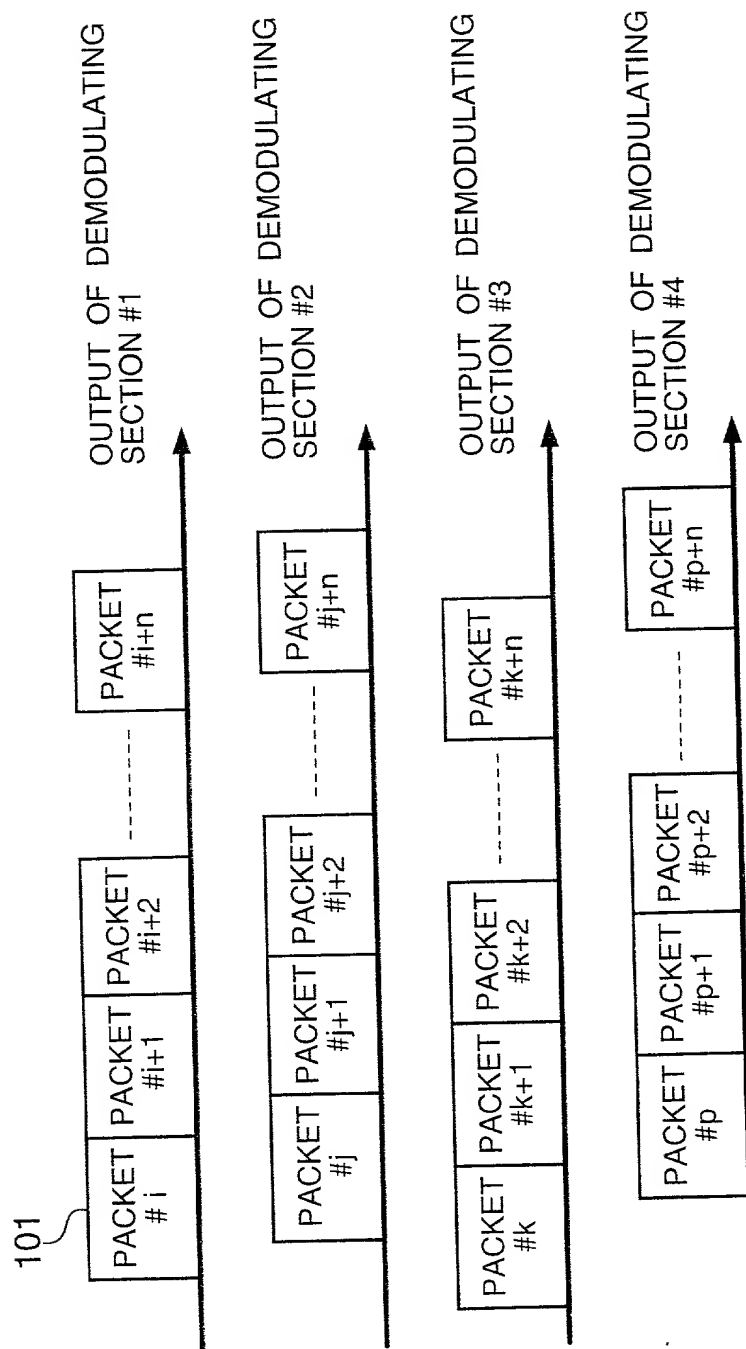 101
PACKET
# i
PACKET
#i+1
PACKET
#i+2
PACKET
#i+n
OUTPUT OF DEMODULATING
SECTION #1
PACKET
#j
PACKET
#j+1
PACKET
#j+2
PACKET
#j+n
OUTPUT OF DEMODULATING
SECTION #2
PACKET
#k
PACKET
#k+1
PACKET
#k+2
PACKET
#k+n
OUTPUT OF DEMODULATING
SECTION #3
PACKET
#p
PACKET
#p+1
PACKET
#p+2
PACKET
#p+n
OUTPUT OF DEMODULATING
SECTION #4